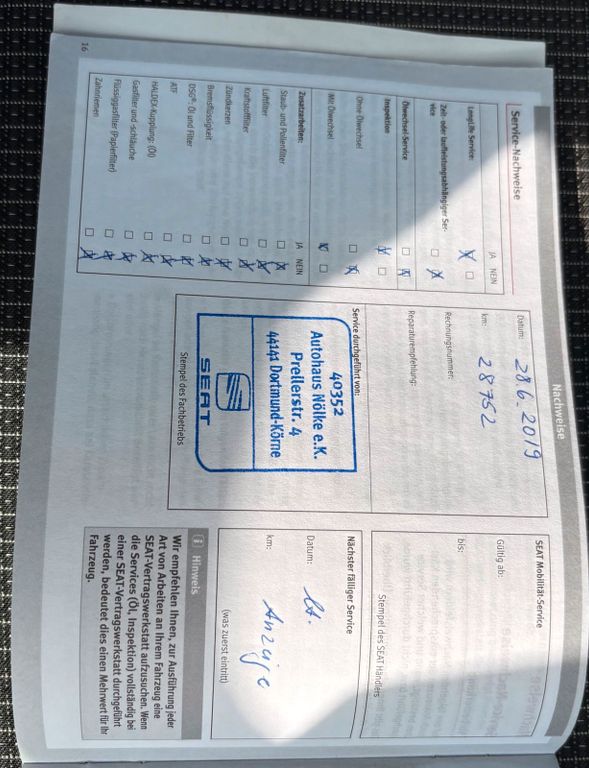 Nachweise
Service-Nachweise
JA NEIN
LongLife Service: ☒ ☐
Zeit- oder laufleistungsabhängiger Ser-
vice ☐ ☒
Ölwechsel-Service ☐ ☒
Inspektion ☒ ☐
Ohne Ölwechsel ☐ ☒
Mit Ölwechsel ☒ ☐
Zusatzarbeiten: JA NEIN
Staub- und Pollenfilter ☐ ☒
Luftfilter ☐ ☒
Kraftstofffilter ☐ ☒
Zündkerzen ☐ ☒
Bremsflüssigkeit ☐ ☒
DSG®: Öl und Filter ☐ ☒
ATF ☐ ☒
HALDEX-Kupplung: (Öl) ☐ ☒
Gasfilter und -schläuche ☐ ☒
Flüssiggasfilter (Papierfilter) ☐ ☒
Zahnriemen ☐ ☒
Datum: 28.6.2019
km: 28752
Rechnungsnummer:
Reparaturempfehlung:
Service durchgeführt von:
40352
Autohaus Nölke e.K.
Prellerstr. 4
44141 Dortmund-Körne
SEAT
Stempel des Fachbetriebs
SEAT Mobilität-Service
Gültig ab:
bis:
Stempel des SEAT Händlers
Nächster fälliger Service
Datum: lt.
km: Anzeige
(was zuerst eintritt)
i Hinweis
Wir empfehlen Ihnen, zur Ausführung jeder
Art von Arbeiten an Ihrem Fahrzeug eine
SEAT-Vertragswerkstatt aufzusuchen. Wenn
die Services (Öl, Inspektion) vollständig bei
einer SEAT-Vertragswerkstatt durchgeführt
werden, bedeutet dies einen Mehrwert für Ihr
Fahrzeug.
16